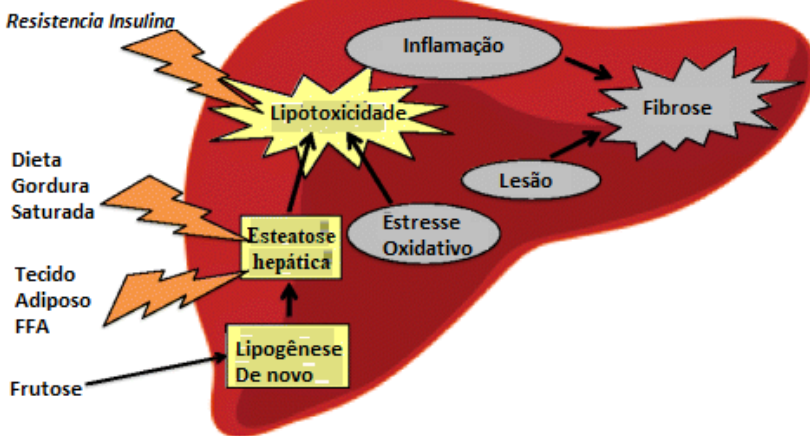 Resistencia Insulina
Inflamação
Lipotoxicidade
Fibrose
Dieta
Gordura
Saturada
Lesão
Esteatose
hepática
Estresse
Oxidativo
Tecido
Adiposo
FFA
Lipogênese
De novo
Frutose